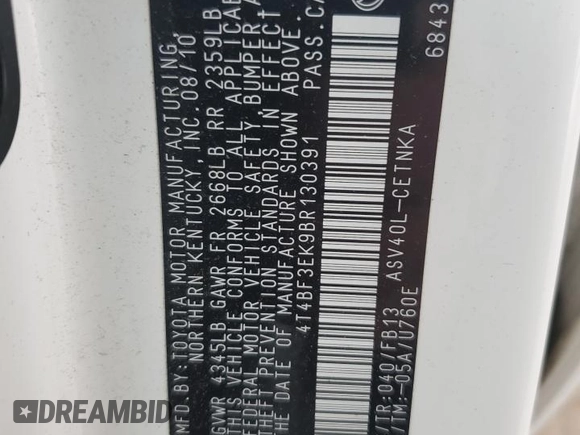 MFD. BY: TOYOTA MOTOR MANUFACTURING,
NORTHERN KENTUCKY, INC. 08/10
GVWR 4345LB GAWR FR 2668LB RR 2359LB
THIS VEHICLE CONFORMS TO ALL APPLICAB
FEDERAL MOTOR VEHICLE SAFETY, BUMPER, A
THEFT PREVENTION STANDARDS IN EFFECT
THE DATE OF MANUFACTURE SHOWN ABOVE.
4T4BF3EK9BR130391 PASS.CA
/TR:040/FB13 ASV40L-CETNKA
/TM:-05A/U760E
6843
DREAMBID